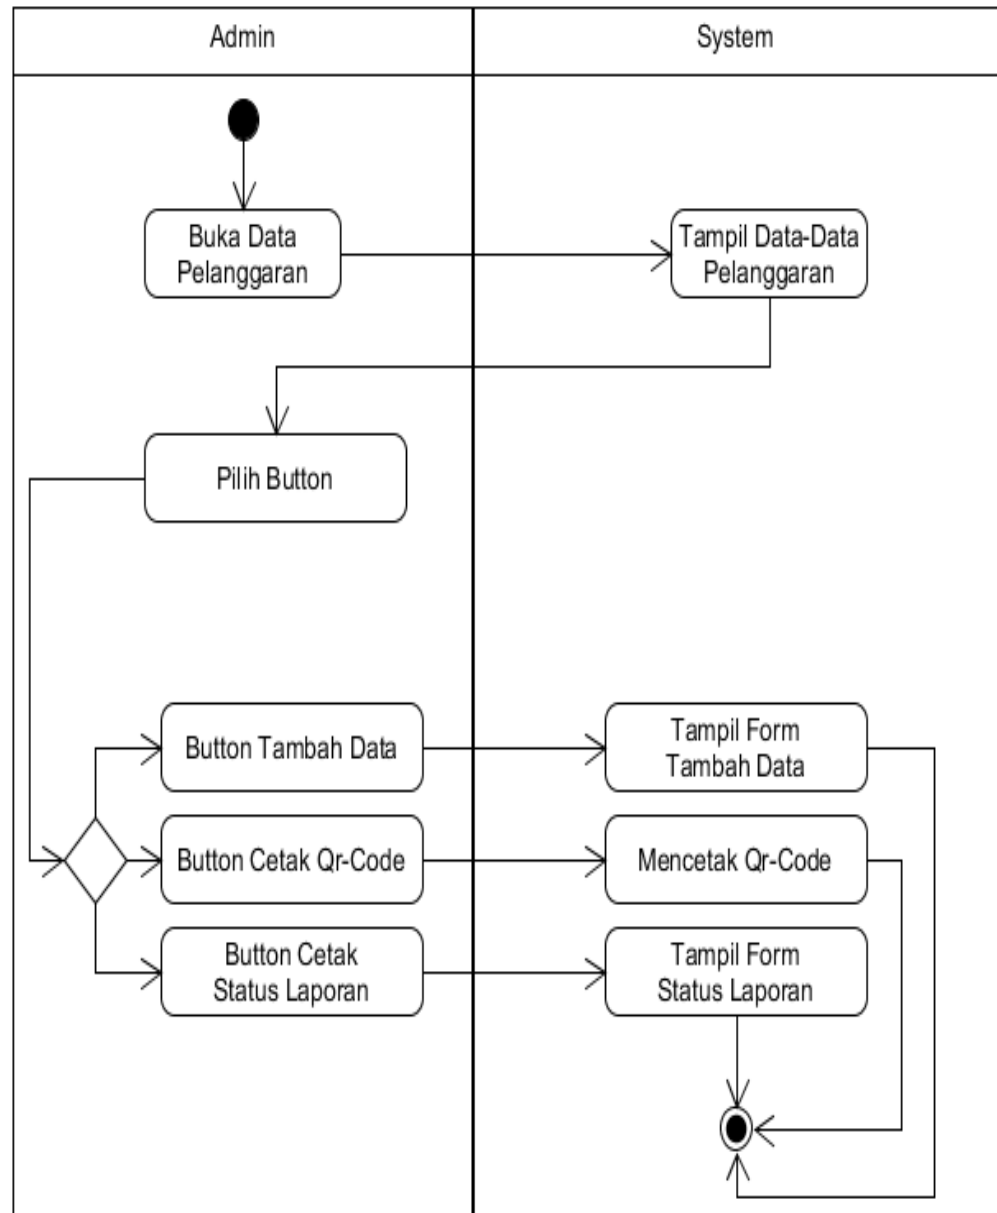 Admin
System
Buka Data
Pelanggaran
Tampil Data-Data
Pelanggaran
Pilih Button
Button Tambah Data
Tampil Form
Tambah Data
Button Cetak Qr-Code
Mencetak Qr-Code
Button Cetak
Status Laporan
Tampil Form
Status Laporan